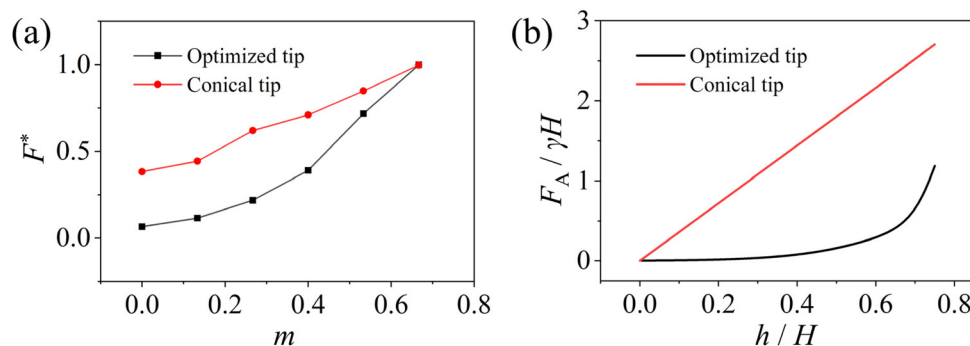 (a)
Optimized tip
Conical tip
1.0
0.5
0.0
F*
0.0 0.2 0.4 0.6 0.8
m
(b)
Optimized tip
Conical tip
3
2
1
0
F_A / γH
0.0 0.2 0.4 0.6 0.8
h / H